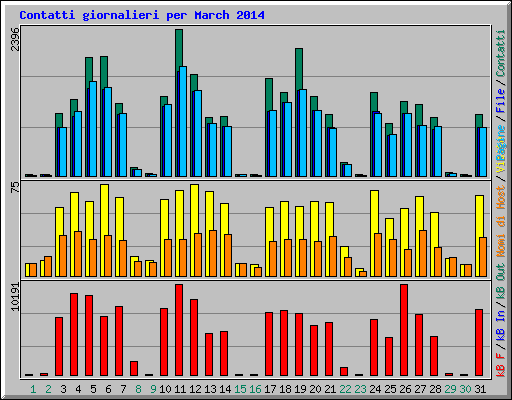 Contatti giornalieri per March 2014
2396
75
10191
kB F / kB In / kB Out Nomi di Host / Visite Pagine / File / Contatti
1 2 3 4 5 6 7 8 9 10 11 12 13 14 15 16 17 18 19 20 21 22 23 24 25 26 27 28 29 30 31